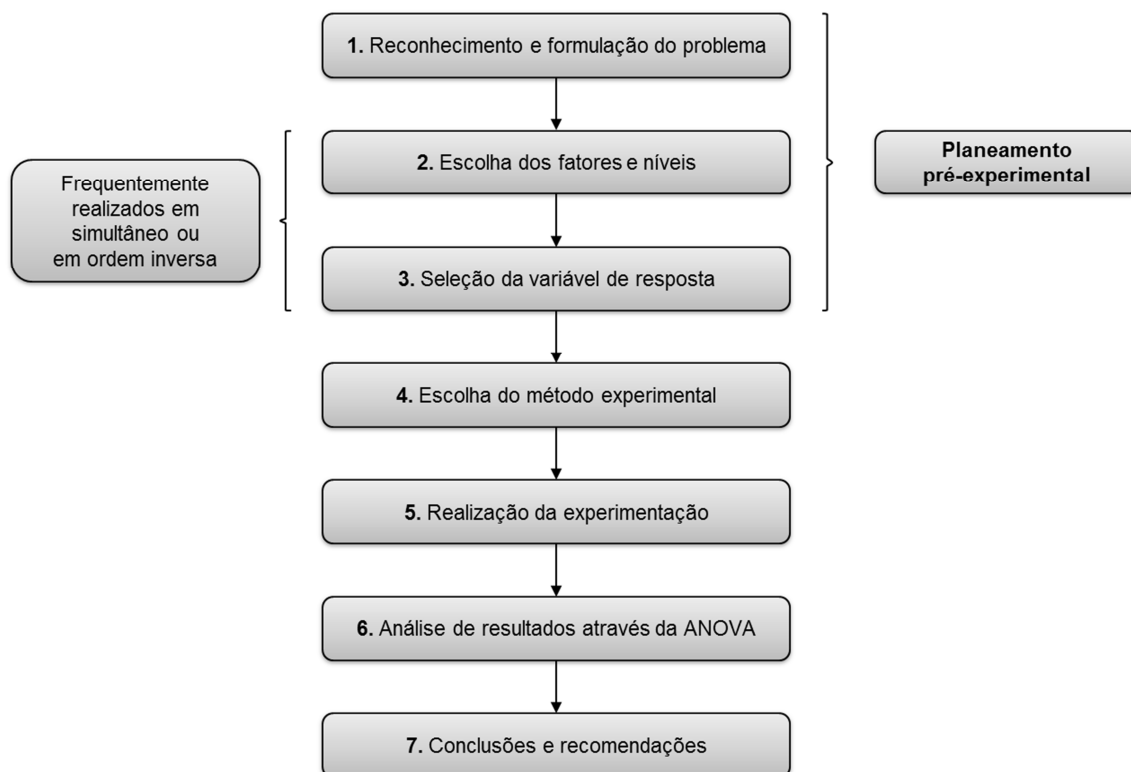 1. Reconhecimento e formulação do problema
2. Escolha dos fatores e níveis
Planeamento
pré-experimental
Frequentemente
realizados em
simultâneo ou
em ordem inversa
3. Seleção da variável de resposta
4. Escolha do método experimental
5. Realização da experimentação
6. Análise de resultados através da ANOVA
7. Conclusões e recomendações